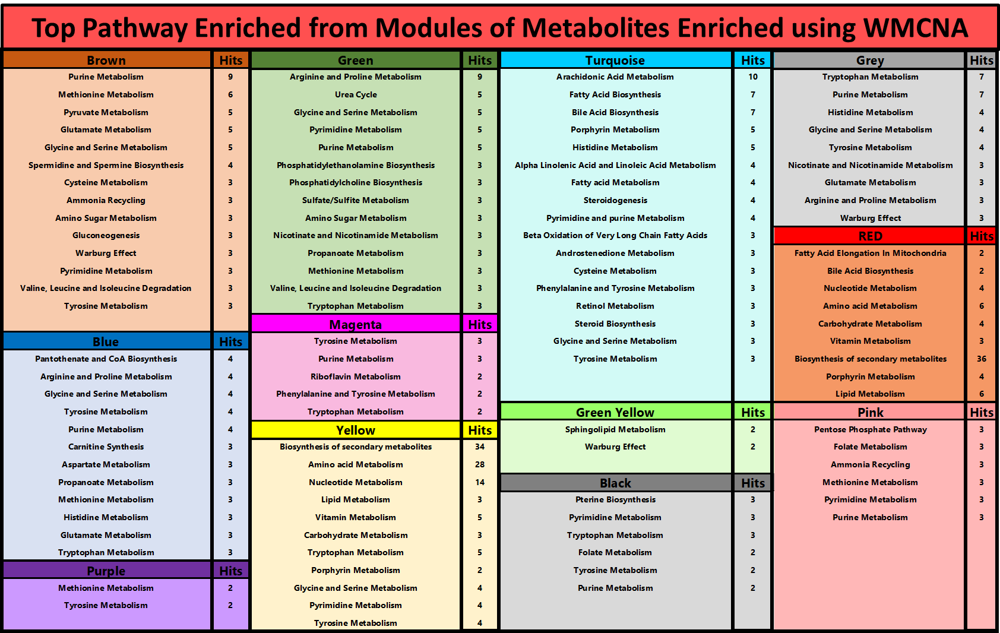 Top Pathway Enriched from Modules of Metabolites Enriched using WMCNA
Brown Hits
Purine Metabolism 9
Methionine Metabolism 6
Pyruvate Metabolism 5
Glutamate Metabolism 5
Glycine and Serine Metabolism 5
Spermidine and Spermine Biosynthesis 4
Cysteine Metabolism 3
Ammonia Recycling 3
Amino Sugar Metabolism 3
Gluconeogenesis 3
Warburg Effect 3
Pyrimidine Metabolism 3
Valine, Leucine and Isoleucine Degradation 3
Tyrosine Metabolism 3
Blue Hits
Pantothenate and CoA Biosynthesis 4
Arginine and Proline Metabolism 4
Glycine and Serine Metabolism 4
Tyrosine Metabolism 4
Purine Metabolism 4
Carnitine Synthesis 3
Aspartate Metabolism 3
Propanoate Metabolism 3
Methionine Metabolism 3
Histidine Metabolism 3
Glutamate Metabolism 3
Tryptophan Metabolism 3
Purple Hits
Methionine Metabolism 2
Tyrosine Metabolism 2
Green Hits
Arginine and Proline Metabolism 9
Urea Cycle 5
Glycine and Serine Metabolism 5
Pyrimidine Metabolism 5
Purine Metabolism 5
Phosphatidylethanolamine Biosynthesis 3
Phosphatidylcholine Biosynthesis 3
Sulfate/Sulfite Metabolism 3
Amino Sugar Metabolism 3
Nicotinate and Nicotinamide Metabolism 3
Propanoate Metabolism 3
Methionine Metabolism 3
Valine, Leucine and Isoleucine Degradation 3
Tryptophan Metabolism 3
Magenta Hits
Tyrosine Metabolism 3
Purine Metabolism 3
Riboflavin Metabolism 2
Phenylalanine and Tyrosine Metabolism 2
Tryptophan Metabolism 2
Yellow Hits
Biosynthesis of secondary metabolites 34
Amino acid Metabolism 28
Nucleotide Metabolism 14
Lipid Metabolism 3
Vitamin Metabolism 5
Carbohydrate Metabolism 3
Tryptophan Metabolism 5
Porphyrin Metabolism 2
Glycine and Serine Metabolism 4
Pyrimidine Metabolism 4
Tyrosine Metabolism 4
Turquoise Hits
Arachidonic Acid Metabolism 10
Fatty Acid Biosynthesis 7
Bile Acid Biosynthesis 7
Porphyrin Metabolism 5
Histidine Metabolism 5
Alpha Linolenic Acid and Linoleic Acid Metabolism 4
Fatty acid Metabolism 4
Steroidogenesis 4
Pyrimidine and purine Metabolism 4
Beta Oxidation of Very Long Chain Fatty Acids 3
Androstenedione Metabolism 3
Cysteine Metabolism 3
Phenylalanine and Tyrosine Metabolism 3
Retinol Metabolism 3
Steroid Biosynthesis 3
Glycine and Serine Metabolism 3
Tyrosine Metabolism 3
Green Yellow Hits
Sphingolipid Metabolism 2
Warburg Effect 2
Black Hits
Pterine Biosynthesis 3
Pyrimidine Metabolism 3
Tryptophan Metabolism 3
Folate Metabolism 2
Tyrosine Metabolism 2
Purine Metabolism 2
Grey Hits
Tryptophan Metabolism 7
Purine Metabolism 7
Histidine Metabolism 4
Glycine and Serine Metabolism 4
Tyrosine Metabolism 4
Nicotinate and Nicotinamide Metabolism 3
Glutamate Metabolism 3
Arginine and Proline Metabolism 3
Warburg Effect 3
RED Hits
Fatty Acid Elongation In Mitochondria 2
Bile Acid Biosynthesis 2
Nucleotide Metabolism 4
Amino acid Metabolism 6
Carbohydrate Metabolism 4
Vitamin Metabolism 3
Biosynthesis of secondary metabolites 36
Porphyrin Metabolism 4
Lipid Metabolism 6
Pink Hits
Pentose Phosphate Pathway 3
Folate Metabolism 3
Ammonia Recycling 3
Methionine Metabolism 3
Pyrimidine Metabolism 3
Purine Metabolism 3